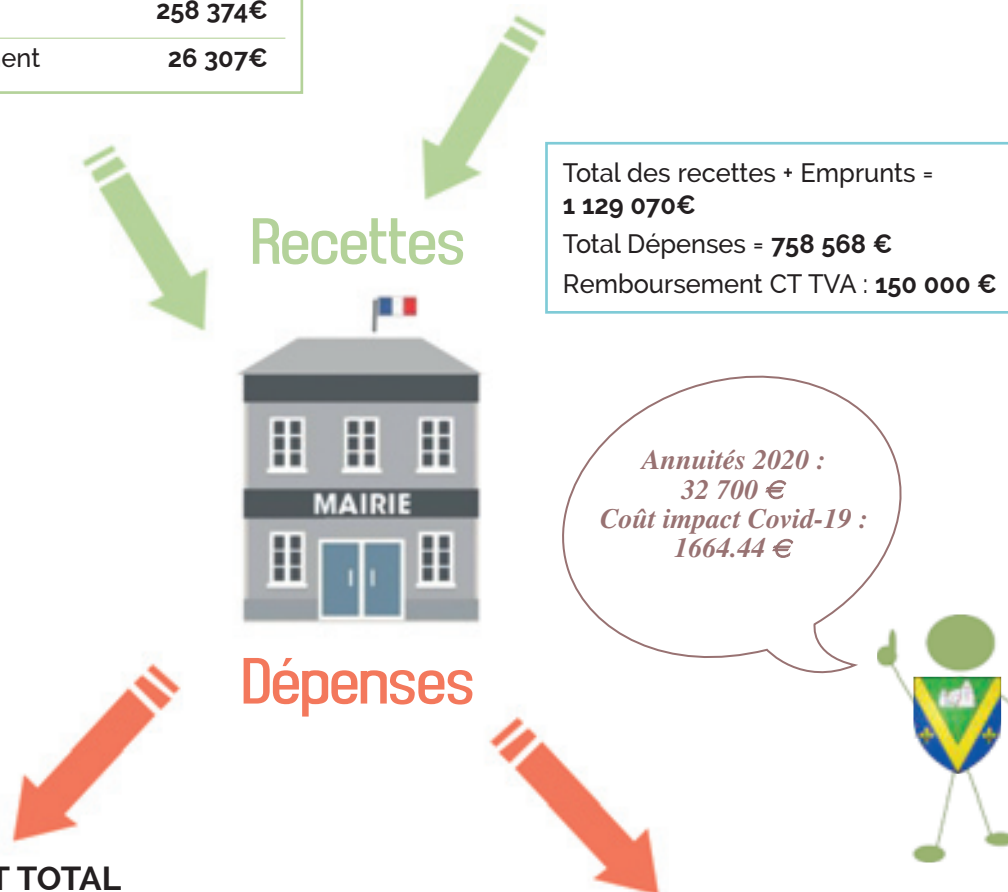 258 374€
ent 26 307€
Total des recettes + Emprunts =
1 129 070€
Total Dépenses = 758 568 €
Remboursement CT TVA : 150 000 €
Recettes
Annuités 2020 :
32 700 €
Coût impact Covid-19 :
1664.44 €
MAIRIE
Dépenses
T TOTAL